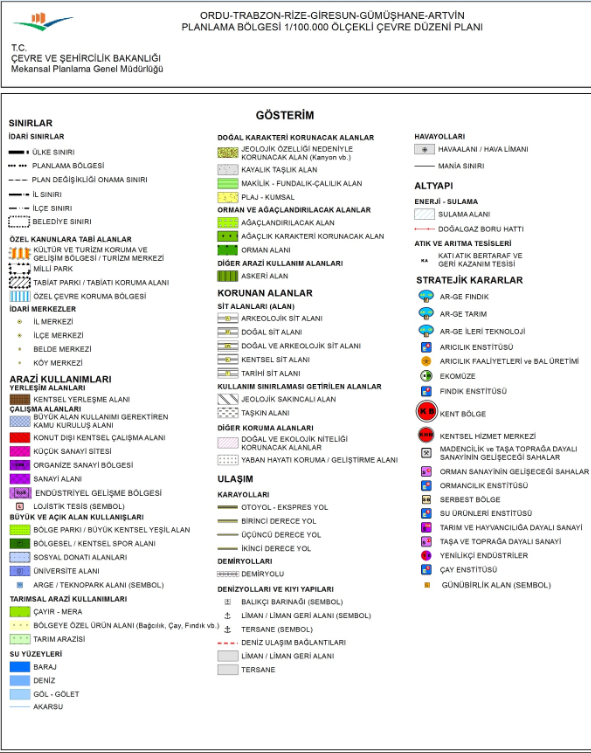 ORDU-TRABZON-RİZE-GİRESUN-GÜMÜŞHANE-ARTVİN
PLANLAMA BÖLGESİ 1/100.000 ÖLÇEKLİ ÇEVRE DÜZENİ PLANI
T.C.
ÇEVRE VE ŞEHİRCİLİK BAKANLIĞI
Mekansal Planlama Genel Müdürlüğü
GÖSTERİM
SINIRLAR
İDARİ SINIRLAR
ÜLKE SINIRI
PLANLAMA BÖLGESİ
PLAN DEĞİŞİKLİĞİ ONAMA SINIRI
İL SINIRI
İLÇE SINIRI
BELEDİYE SINIRI
ÖZEL KANUNLARA TABİ ALANLAR
KÜLTÜR VE TURİZM KORUMA VE
GELİŞİM BÖLGESİ / TURİZM MERKEZİ
MİLLİ PARK
TABİAT PARKI / TABİATI KORUMA ALANI
ÖZEL ÇEVRE KORUMA BÖLGESİ
İDARİ MERKEZLER
İL MERKEZİ
İLÇE MERKEZİ
BELDE MERKEZİ
KÖY MERKEZİ
ARAZİ KULLANIMLARI
YERLEŞİM ALANLARI
KENTSEL YERLEŞME ALANI
ÇALIŞMA ALANLARI
BÜYÜK ALAN KULLANIMI GEREKTİREN
KAMU KURULUŞ ALANI
KONUT DIŞI KENTSEL ÇALIŞMA ALANI
KÜÇÜK SANAYİ SİTESİ
ORGANIZE SANAYİ BÖLGESİ
SANAYİ ALANI
ENDÜSTRİYEL GELİŞME BÖLGESİ
LOJİSTİK TESİS (SEMBOL)
BÜYÜK VE AÇIK ALAN KULLANIŞLARI
BÖLGE PARKI / BÜYÜK KENTSEL YEŞİL ALAN
BÖLGESEL / KENTSEL SPOR ALANI
SOSYAL DONATI ALANLARI
ÜNİVERSİTE ALANI
ARGE / TEKNOPARK ALANI (SEMBOL)
TARIMSAL ARAZİ KULLANIMLARI
ÇAYIR - MERA
BÖLGEYE ÖZEL ÜRÜN ALANI (Bağcılık, Çay, Fındık vb.)
TARIM ARAZİSİ
SU YÜZEYLERİ
BARAJ
DENİZ
GÖL - GÖLET
AKARSU
DOĞAL KARAKTERİ KORUNACAK ALANLAR
JEOLOJİK ÖZELLİĞİ NEDENİYLE
KORUNACAK ALAN (Kanyon vb.)
KAYALIK TAŞLIK ALAN
MAKİLİK - FUNDALIK-ÇALILIK ALAN
PLAJ - KUMSAL
ORMAN VE AĞAÇLANDIRILACAK ALANLAR
AĞAÇLANDIRILACAK ALAN
AĞAÇLIK KARAKTERİ KORUNACAK ALAN
ORMAN ALANI
DİĞER ARAZİ KULLANIM ALANLARI
ASKERİ ALAN
KORUNAN ALANLAR
SİT ALANLARI (ALAN)
ARKEOLOJİK SİT ALANI
DOĞAL SİT ALANI
DOĞAL VE ARKEOLOJİK SİT ALANI
KENTSEL SİT ALANI
TARİHİ SİT ALANI
KULLANIM SINIRLAMASI GETİRİLEN ALANLAR
JEOLOJİK SAKINCALI ALAN
TAŞKIN ALANI
DİĞER KORUMA ALANLARI
DOĞAL VE EKOLOJİK NİTELİĞİ
KORUNACAK ALANLAR
YABAN HAYATI KORUMA / GELİŞTİRME ALANI
ULAŞIM
KARAYOLLARI
OTOYOL - EKSPRES YOL
BİRİNCİ DERECE YOL
ÜÇÜNCÜ DERECE YOL
İKİNCİ DERECE YOL
DEMİRYOLLARI
DEMİRYOLU
DENİZYOLLARI VE KIYI YAPILARI
BALIKÇI BARINAĞI (SEMBOL)
LİMAN / LİMAN GERİ ALANI (SEMBOL)
TERSANE (SEMBOL)
DENİZ ULAŞIM BAĞLANTILARI
LİMAN / LİMAN GERİ ALANI
TERSANE
HAVAYOLLARI
HAVAALANI / HAVA LİMANI
MANİA SINIRI
ALTYAPI
ENERJİ - SULAMA
SULAMA ALANI
DOĞALGAZ BORU HATTI
ATIK VE ARITMA TESİSLERİ
KA KATI ATIK BERTARAF VE
GERİ KAZANIM TESİSİ
STRATEJİK KARARLAR
AR-GE FINDIK
AR-GE TARIM
AR-GE İLERİ TEKNOLOJİ
ARICILIK ENSTİTÜSÜ
ARICILIK FAALİYETLERİ ve BAL ÜRETİMİ
EKOMÜZE
FINDIK ENSTİTÜSÜ
KB KENT BÖLGE
KENTSEL HİZMET MERKEZİ
MADENCİLİK ve TAŞA TOPRAĞA DAYALI
SANAYİNİN GELİŞECEĞİ SAHALAR
ORMAN SANAYİNİN GELİŞECEĞİ SAHALAR
ORMANCILIK ENSTİTÜSÜ
SERBEST BÖLGE
SU ÜRÜNLERİ ENSTİTÜSÜ
TARIM VE HAYVANCILIĞA DAYALI SANAYİ
TAŞA VE TOPRAĞA DAYALI SANAYİ
YENİLİKÇİ ENDÜSTRİLER
ÇAY ENSTİTÜSÜ
GÜNÜBİRLİK ALAN (SEMBOL)